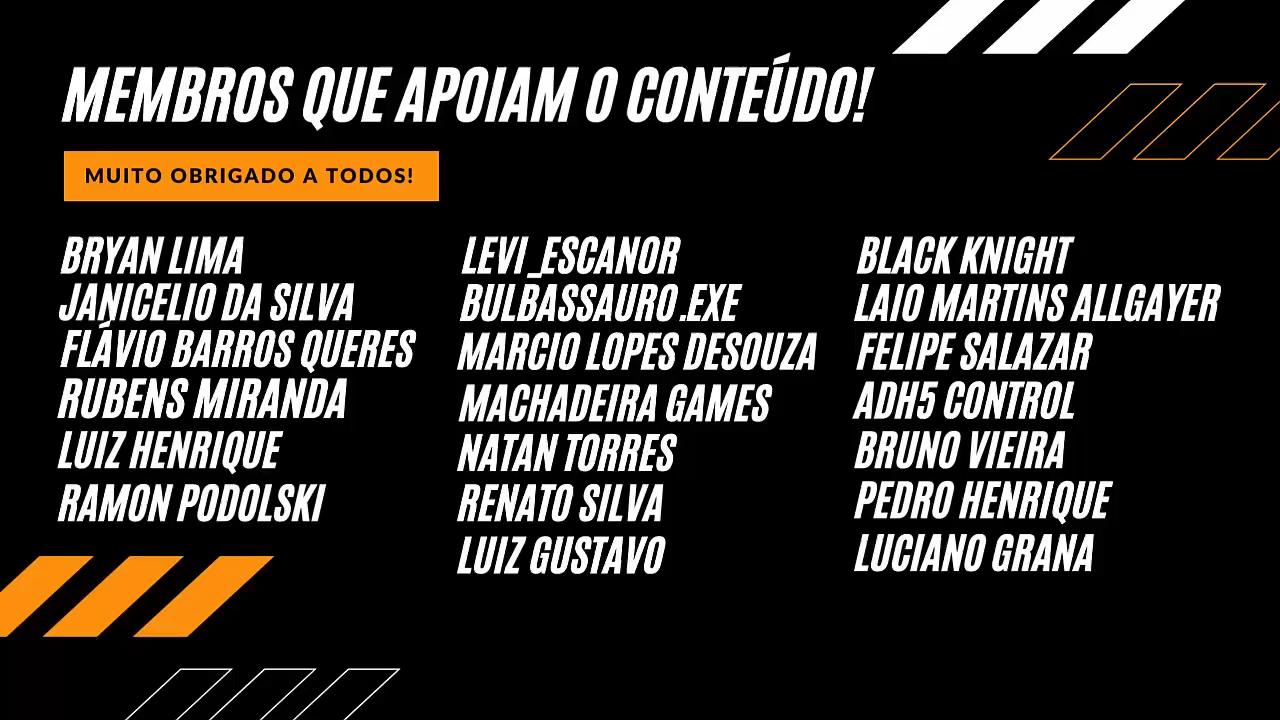 MEMBROS QUE APOIAM O CONTEÚDO!
MUITO OBRIGADO A TODOS!
BRYAN LIMA
JANICELIO DA SILVA
FLÁVIO BARROS QUERES
RUBENS MIRANDA
LUIZ HENRIQUE
RAMON PODOLSKI
LEVI_ESCANOR
BULBASSAURO.EXE
MARCIO LOPES DESOUZA
MACHADEIRA GAMES
NATAN TORRES
RENATO SILVA
LUIZ GUSTAVO
BLACK KNIGHT
LAIO MARTINS ALLGAYER
FELIPE SALAZAR
ADH5 CONTROL
BRUNO VIEIRA
PEDRO HENRIQUE
LUCIANO GRANA